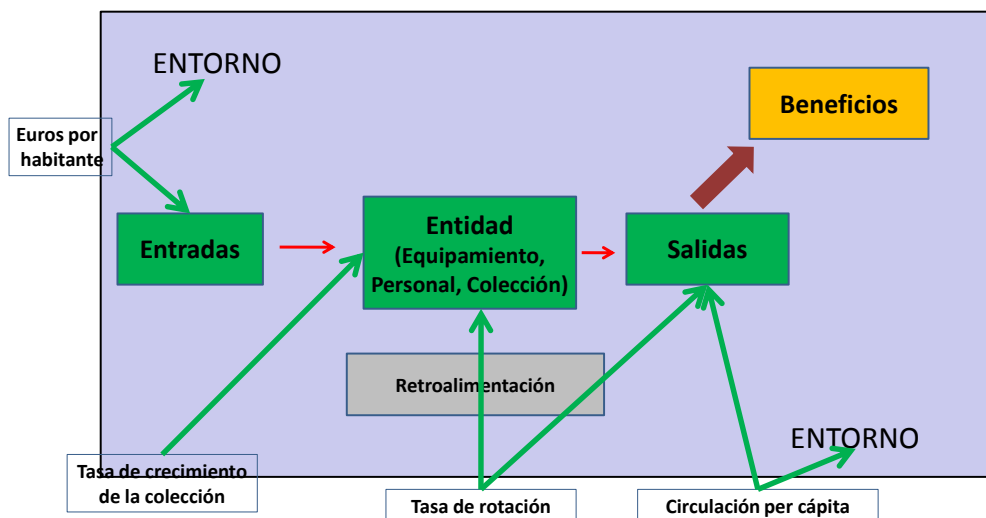 ENTORNO
Beneficios
Euros por
habitante
Entradas
Entidad
(Equipamiento,
Personal, Colección)
Salidas
Retroalimentación
ENTORNO
Tasa de crecimiento
de la colección
Tasa de rotación
Circulación per cápita